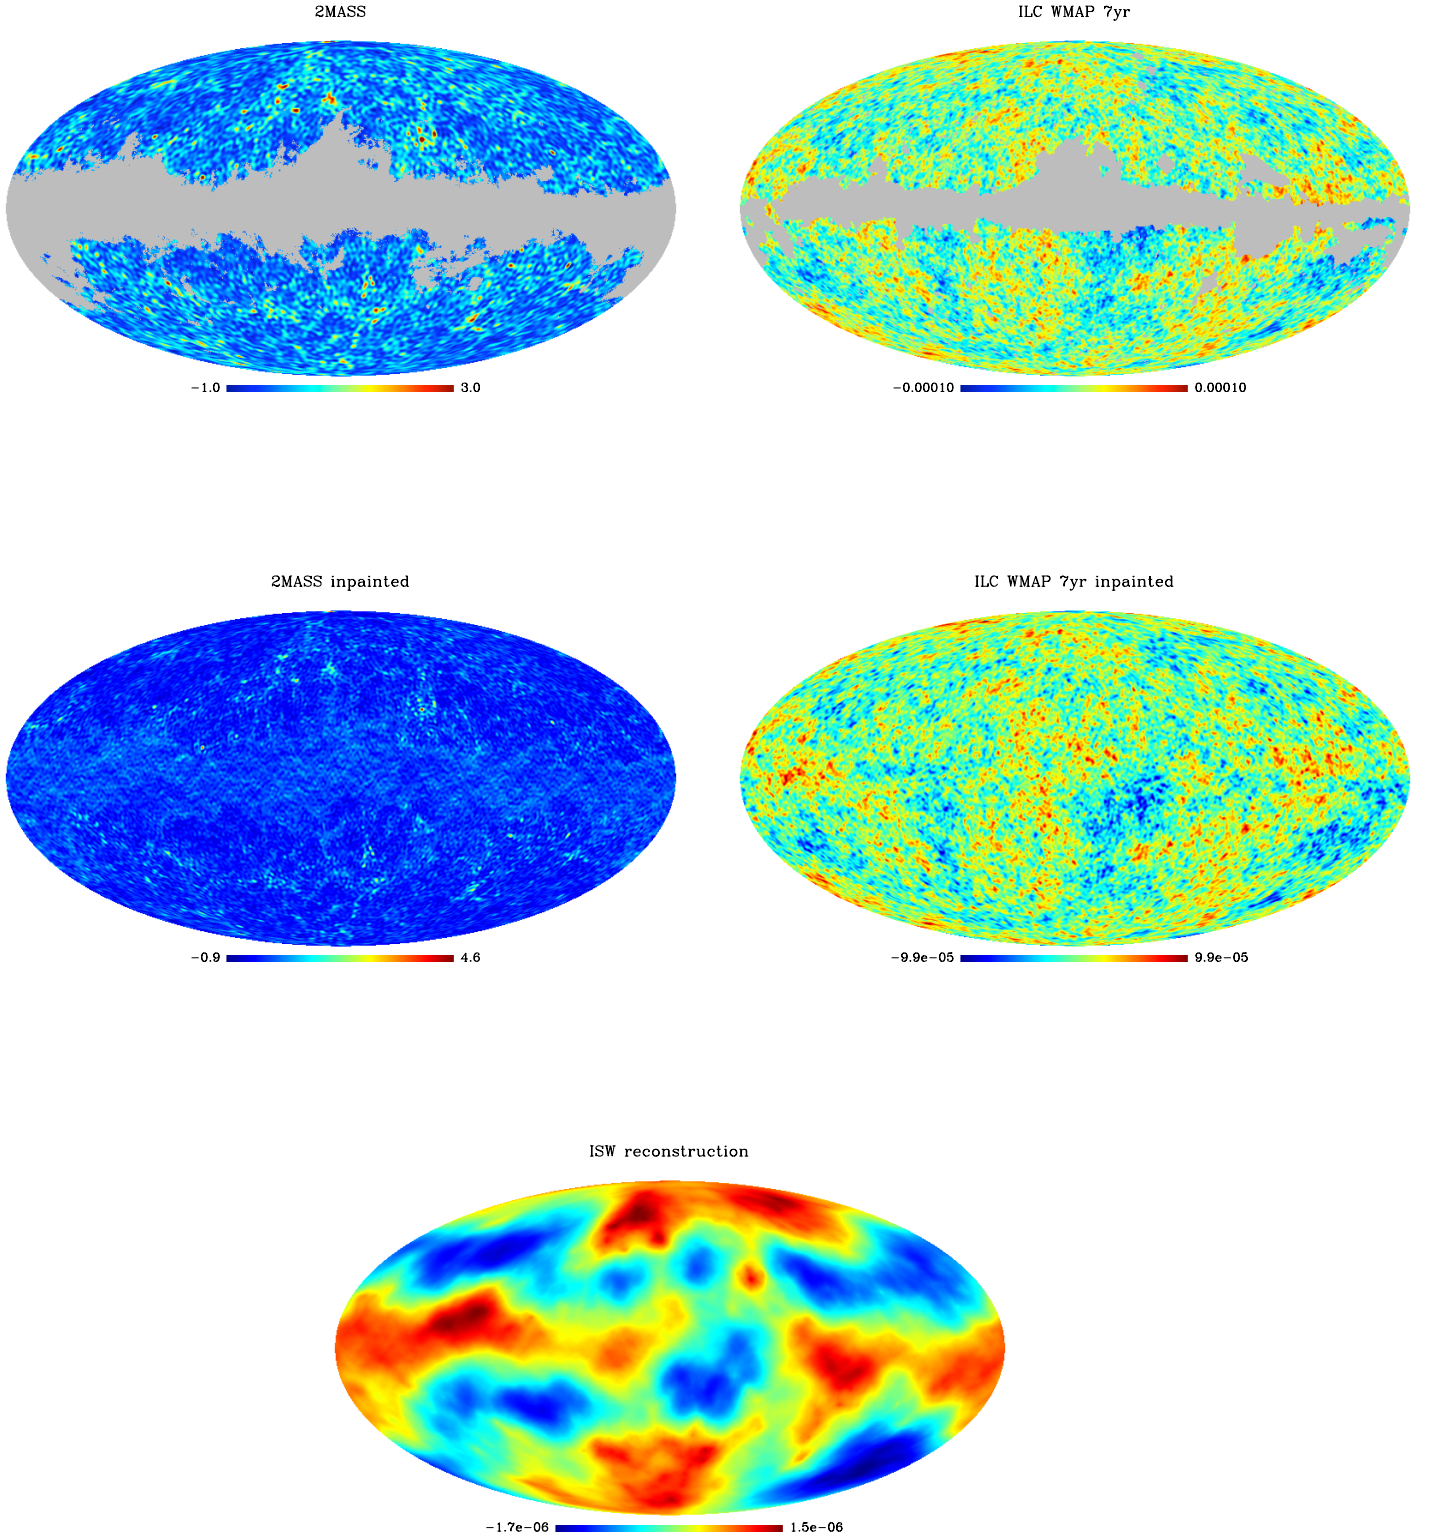 2MASS
ILC WMAP 7yr
−1.0 3.0
−0.00010 0.00010
2MASS inpainted
ILC WMAP 7yr inpainted
−0.9 4.6
−9.9e−05 9.9e−05
ISW reconstruction
−1.7e−06 1.5e−06